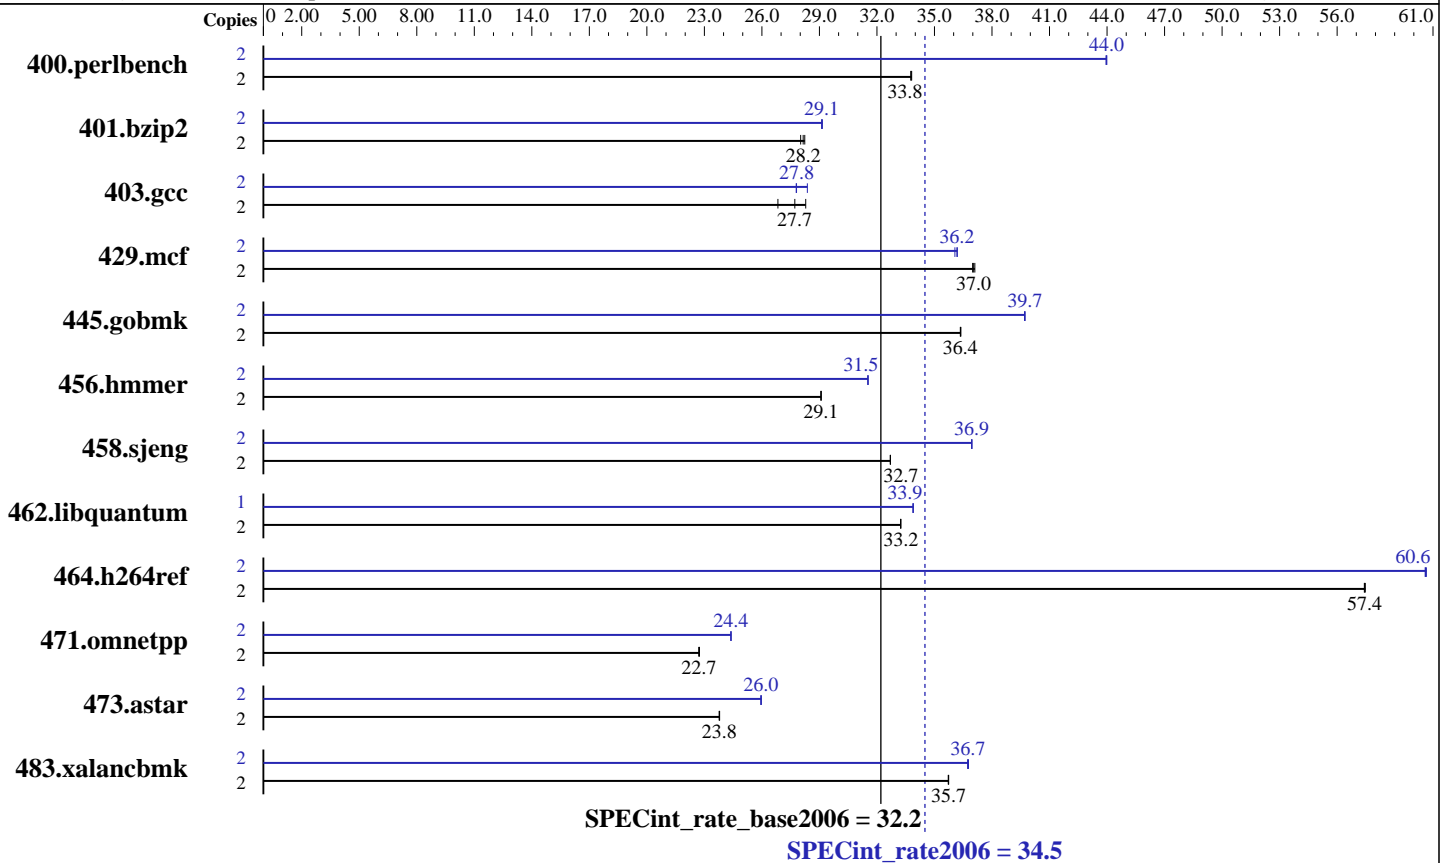 Copies 0 2.00 5.00 8.00 11.0 14.0 17.0 20.0 23.0 26.0 29.0 32.0 35.0 38.0 41.0 44.0 47.0 50.0 53.0 56.0 61.0
400.perlbench 2 44.0
2 33.8
401.bzip2 2 29.1
2 28.2
403.gcc 2 27.8
2 27.7
429.mcf 2 36.2
2 37.0
445.gobmk 2 39.7
2 36.4
456.hmmer 2 31.5
2 29.1
458.sjeng 2 36.9
2 32.7
462.libquantum 1 33.9
2 33.2
464.h264ref 2 60.6
2 57.4
471.omnetpp 2 24.4
2 22.7
473.astar 2 26.0
2 23.8
483.xalancbmk 2 36.7
2 35.7
SPECint_rate_base2006 = 32.2
SPECint_rate2006 = 34.5